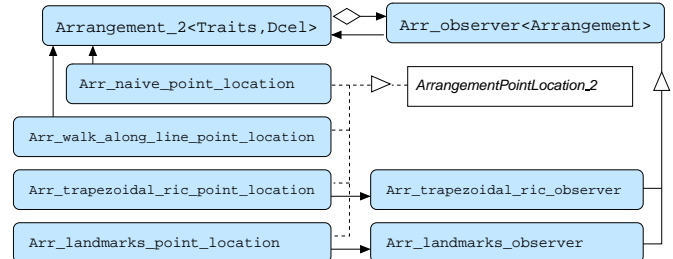 Arrangement_2<Traits,Dcel>
Arr_observer<Arrangement>
Arr_naive_point_location
ArrangementPointLocation_2
Arr_walk_along_line_point_location
Arr_trapezoidal_ric_point_location
Arr_trapezoidal_ric_observer
Arr_landmarks_point_location
Arr_landmarks_observer